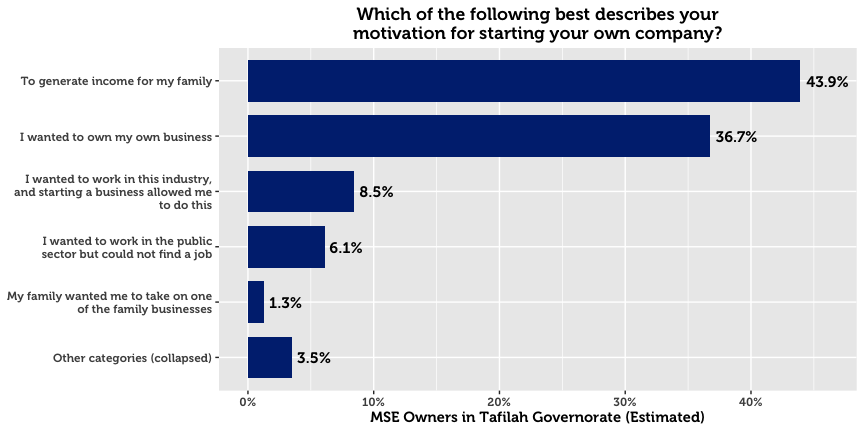 Which of the following best describes your
motivation for starting your own company?
To generate income for my family
43.9%
I wanted to own my own business
36.7%
I wanted to work in this industry,
and starting a business allowed me
to do this
8.5%
I wanted to work in the public
sector but could not find a job
6.1%
My family wanted me to take on one
of the family businesses
1.3%
Other categories (collapsed)
3.5%
0% 10% 20% 30% 40%
MSE Owners in Tafilah Governorate (Estimated)